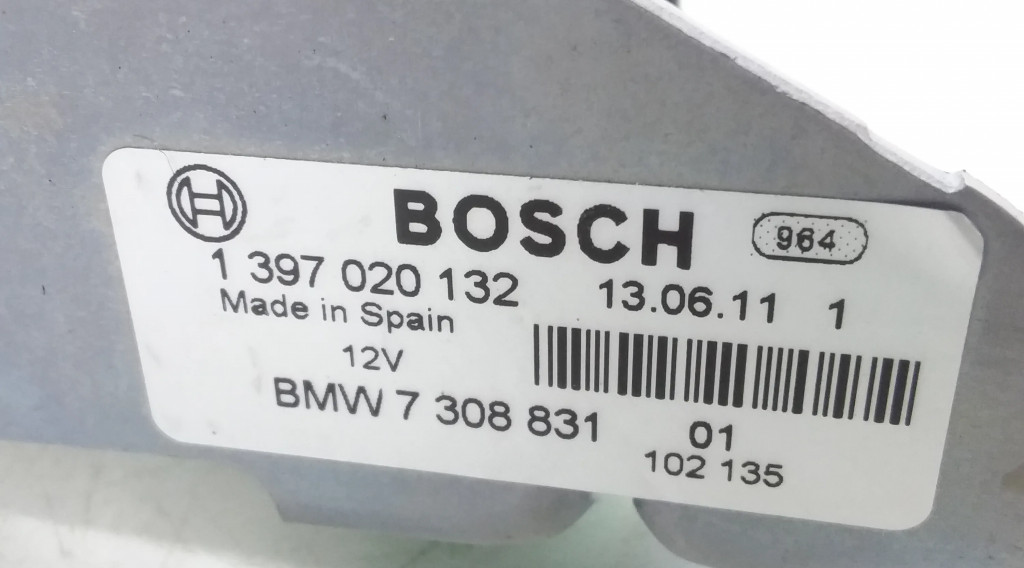 BOSCH 964
1 397 020 132 13.06.11 1
Made in Spain
12V
BMW 7 308 831 01
102 135